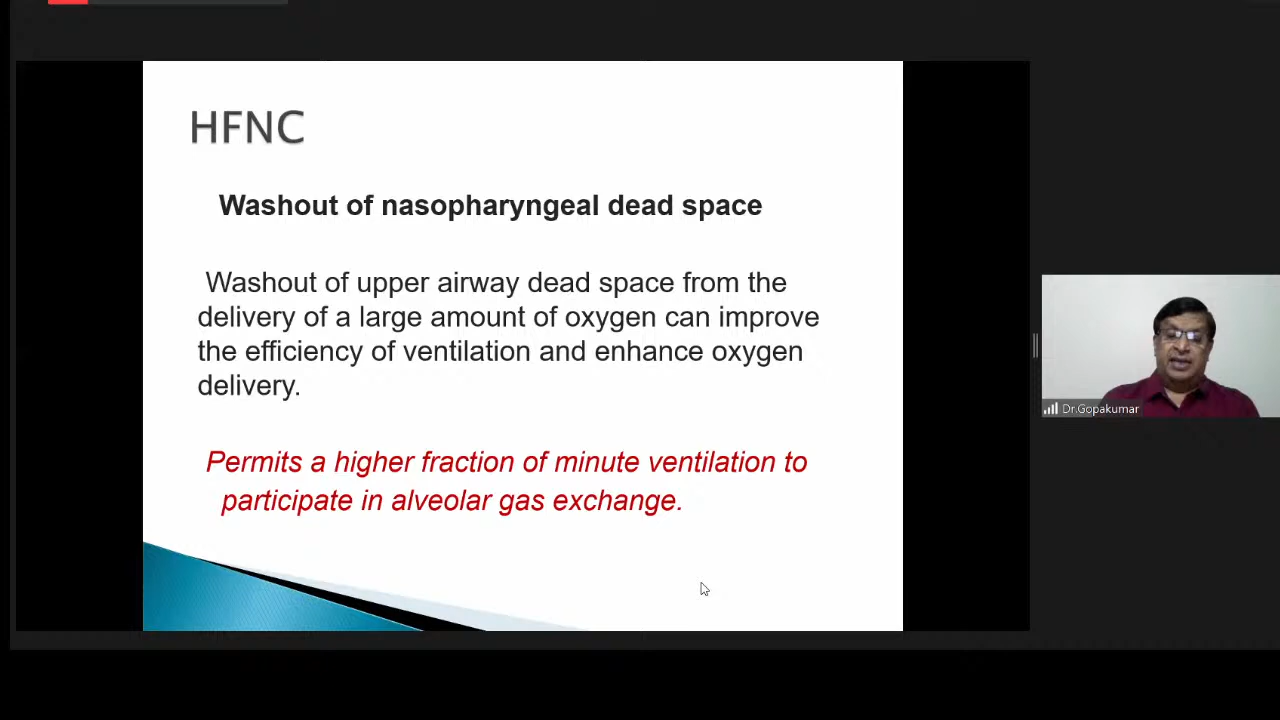 HFNC
Washout of nasopharyngeal dead space
Washout of upper airway dead space from the
delivery of a large amount of oxygen can improve
the efficiency of ventilation and enhance oxygen
delivery.
Permits a higher fraction of minute ventilation to
participate in alveolar gas exchange.
Dr.Gopakumar